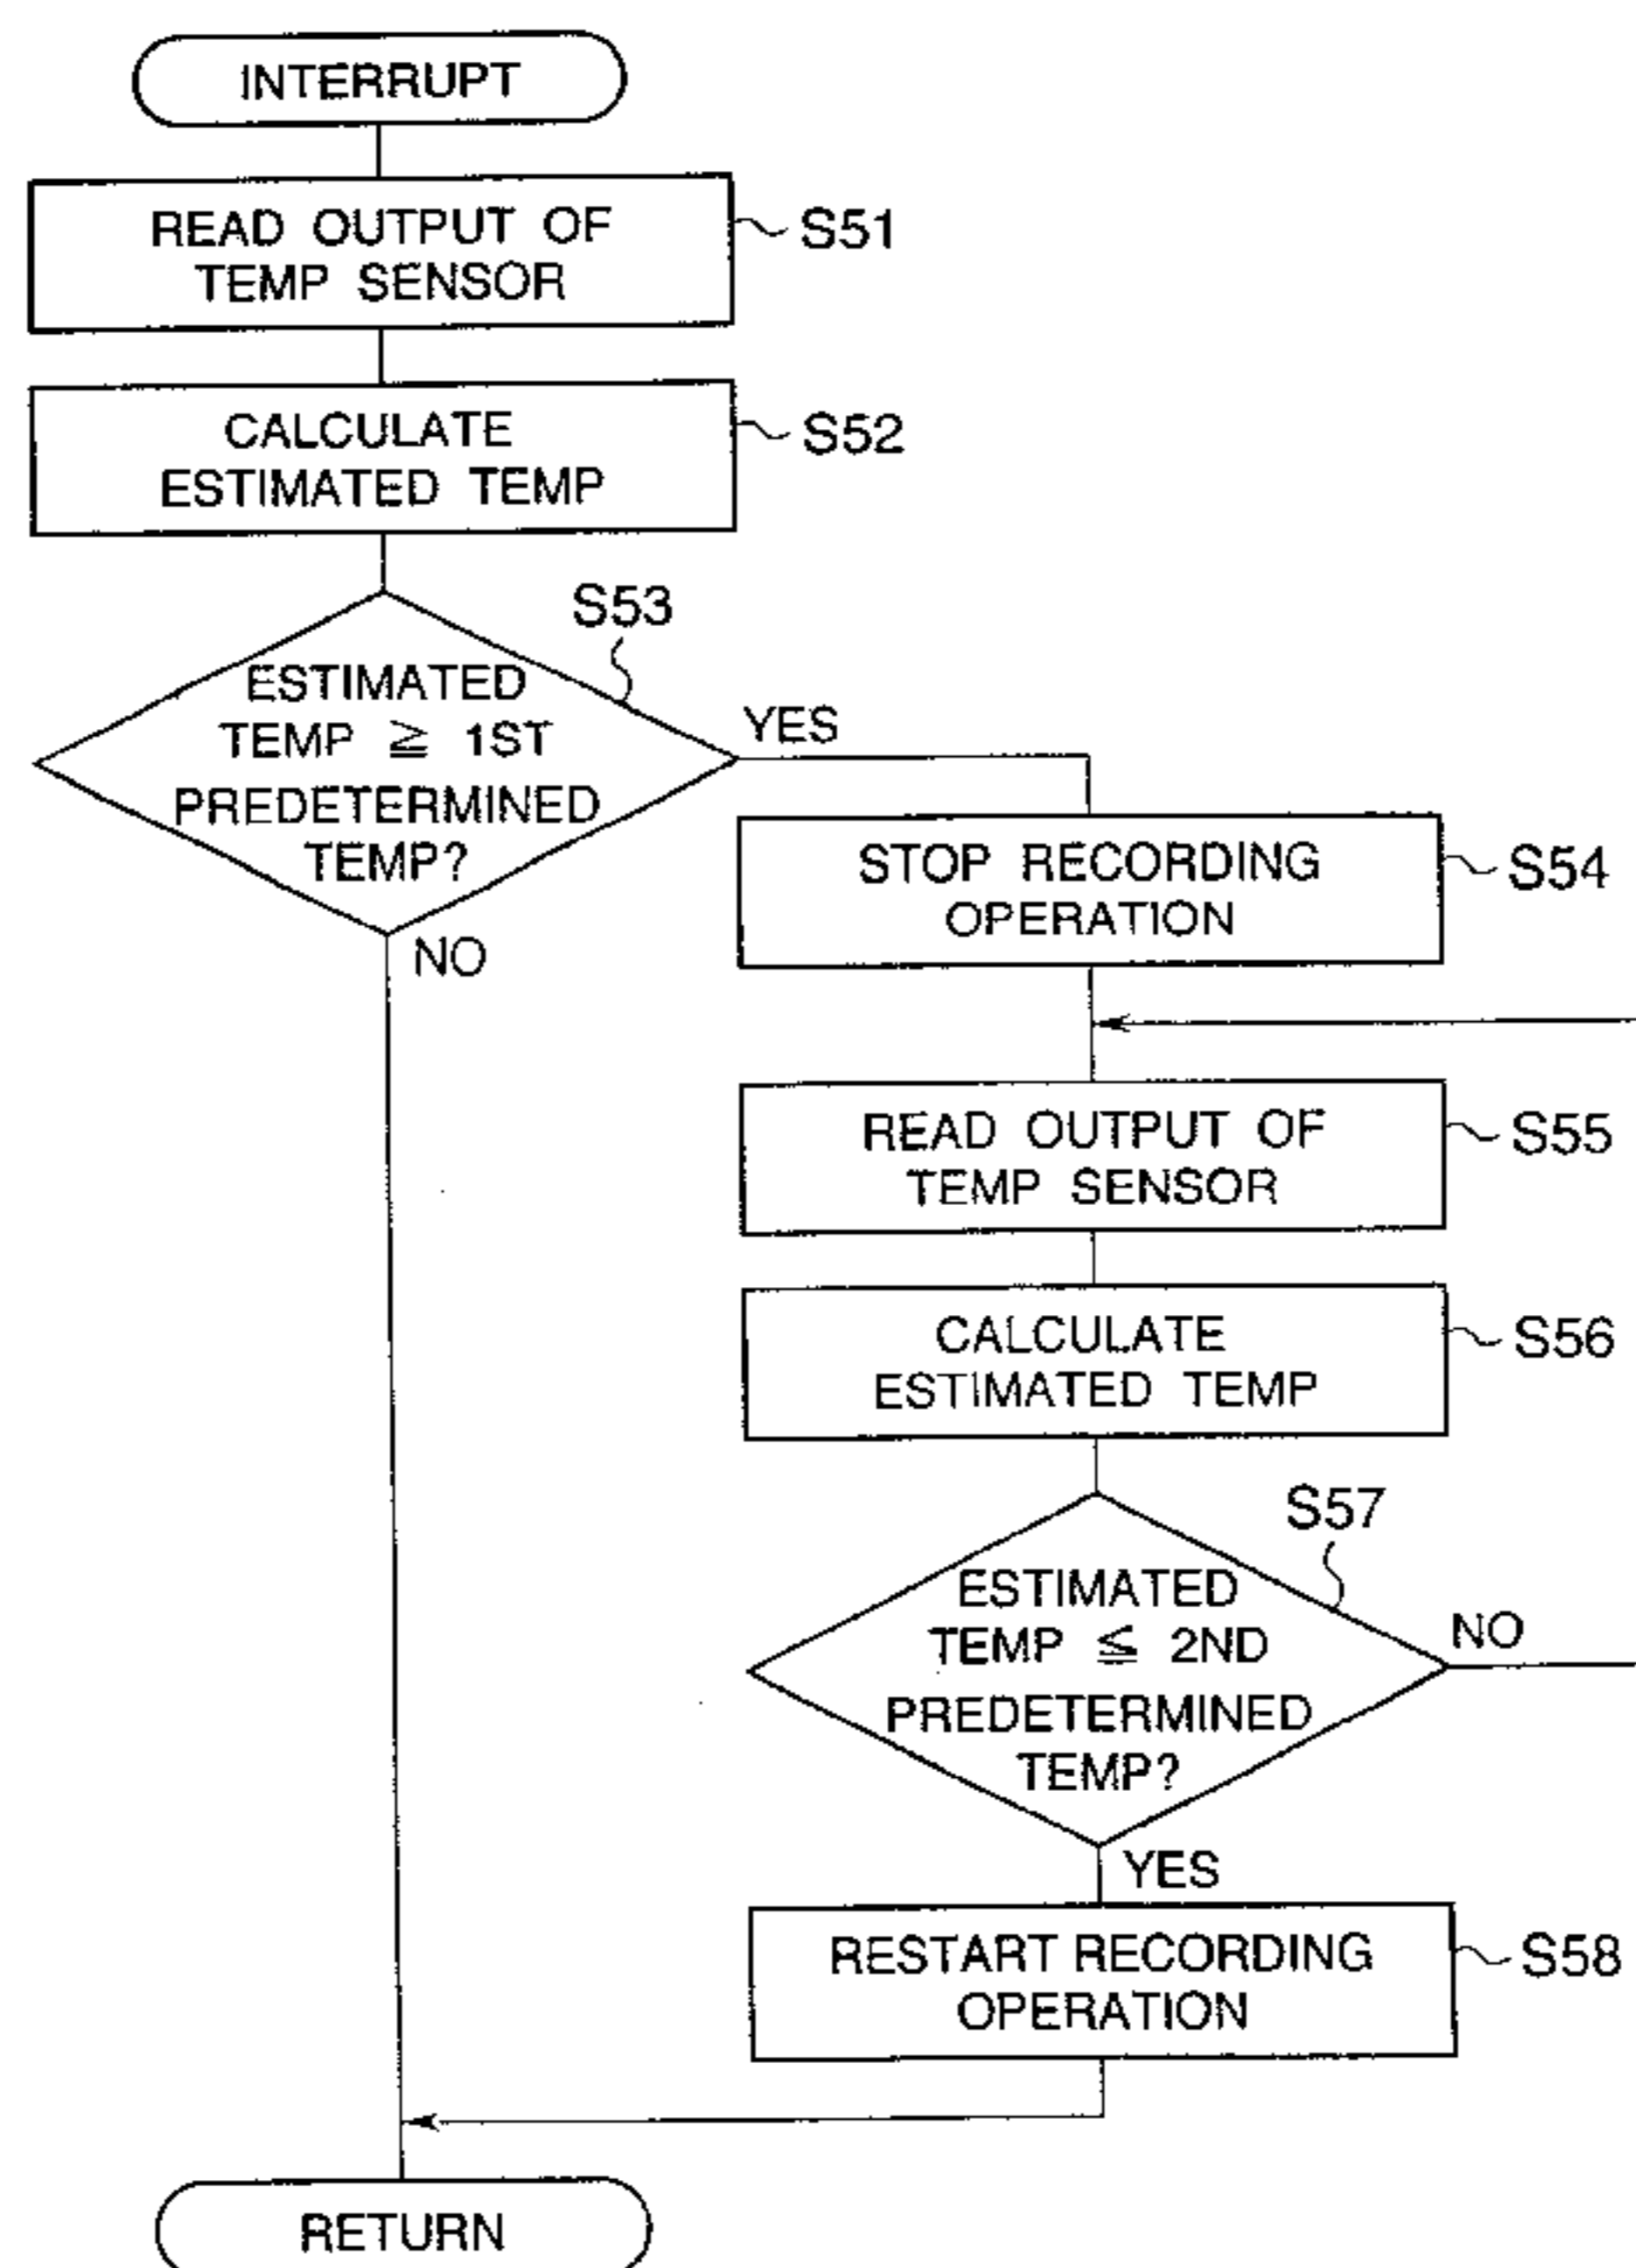 INTERRUPT
READ OUTPUT OF
TEMP SENSOR
S51
CALCULATE
ESTIMATED TEMP
S52
S53
ESTIMATED
TEMP ≧ 1ST
PREDETERMINED
TEMP?
YES
NO
STOP RECORDING
OPERATION
S54
READ OUTPUT OF
TEMP SENSOR
S55
CALCULATE
ESTIMATED TEMP
S56
S57
ESTIMATED
TEMP ≦ 2ND
PREDETERMINED
TEMP?
NO
YES
RESTART RECORDING
OPERATION
S58
RETURN